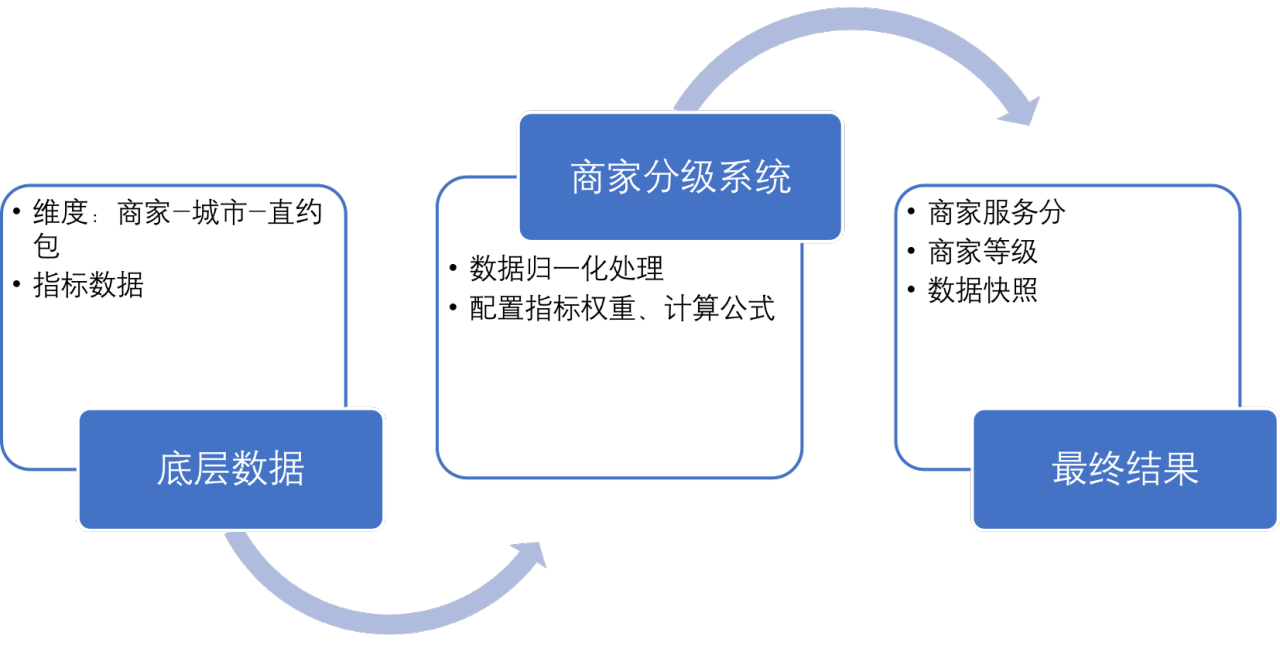 • 维度：商家-城市-直约
包
• 指标数据
底层数据
商家分级系统
• 数据归一化处理
• 配置指标权重、计算公式
• 商家服务分
• 商家等级
• 数据快照
最终结果